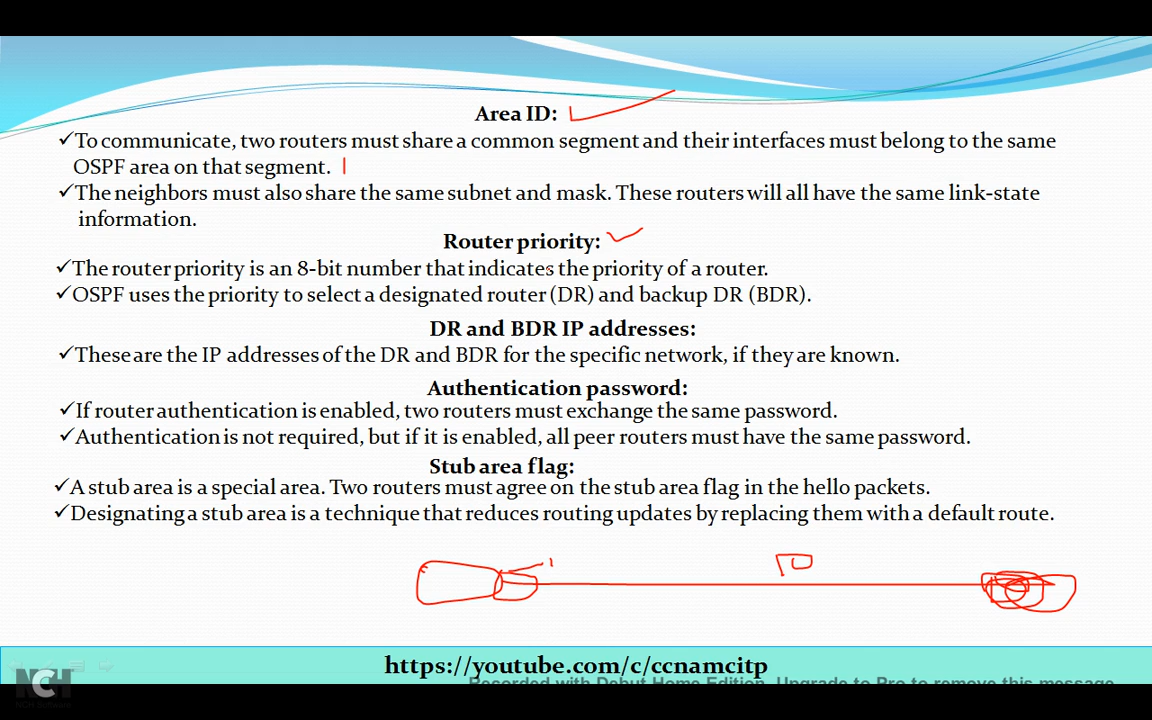 Area ID:
✓To communicate, two routers must share a common segment and their interfaces must belong to the same
OSPF area on that segment.
✓The neighbors must also share the same subnet and mask. These routers will all have the same link-state
information.
Router priority:
✓The router priority is an 8-bit number that indicates the priority of a router.
✓OSPF uses the priority to select a designated router (DR) and backup DR (BDR).
DR and BDR IP addresses:
✓These are the IP addresses of the DR and BDR for the specific network, if they are known.
Authentication password:
✓If router authentication is enabled, two routers must exchange the same password.
✓Authentication is not required, but if it is enabled, all peer routers must have the same password.
Stub area flag:
✓A stub area is a special area. Two routers must agree on the stub area flag in the hello packets.
✓Designating a stub area is a technique that reduces routing updates by replacing them with a default route.
https://youtube.com/c/ccnamcitp
Recorded with Debut Home Edition. Upgrade to Pro to remove this message
NCH
NCH Software